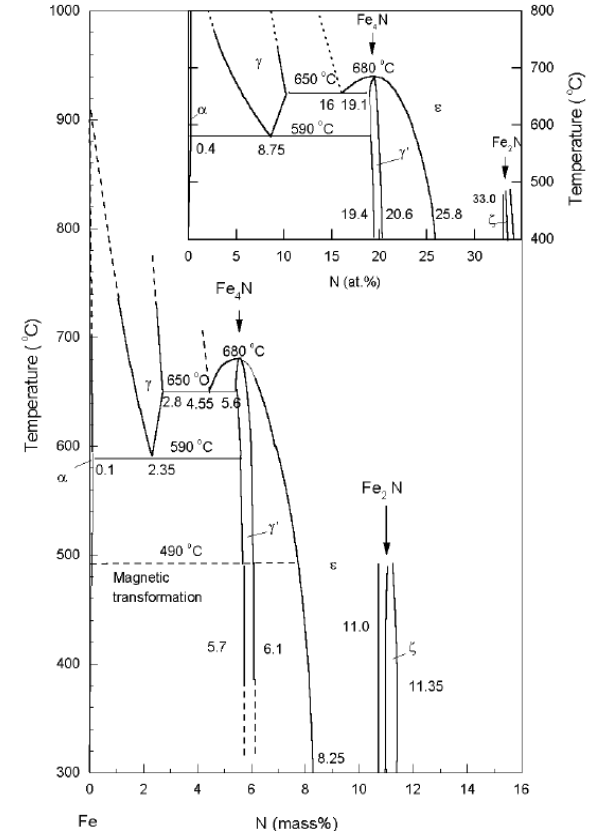 1000
900
800
700
600
500
400
300
Temperature ( °C)
800
700
600
500
400
Temperature ( °C)
Fe4N
680 °C
γ
650 °C
16 19.1
α
590 °C
0.4
8.75
ε
γ'
Fe2N
33.0
ζ
19.4
20.6
25.8
0 5 10 15 20 25 30 35
N (at.%)
Fe4N
680 °C
γ
650 °O
2.8 4.55 5.6
590 °C
α
0.1
2.35
Fe2 N
γ'
490 °C
ε
Magnetic
transformation
11.0
5.7
6.1
ζ
11.35
8.25
0 2 4 6 8 10 12 14 16
Fe
N (mass%)